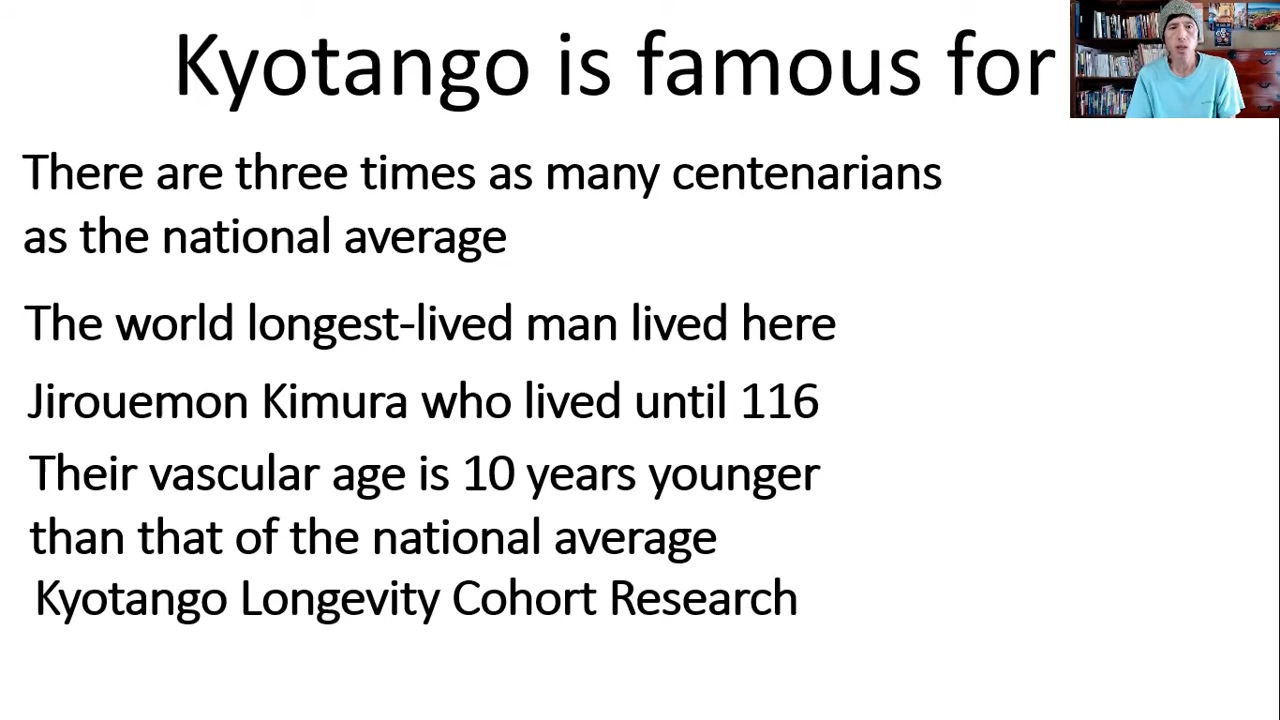 Kyotango is famous for
There are three times as many centenarians
as the national average
The world longest-lived man lived here
Jirouemon Kimura who lived until 116
Their vascular age is 10 years younger
than that of the national average
Kyotango Longevity Cohort Research